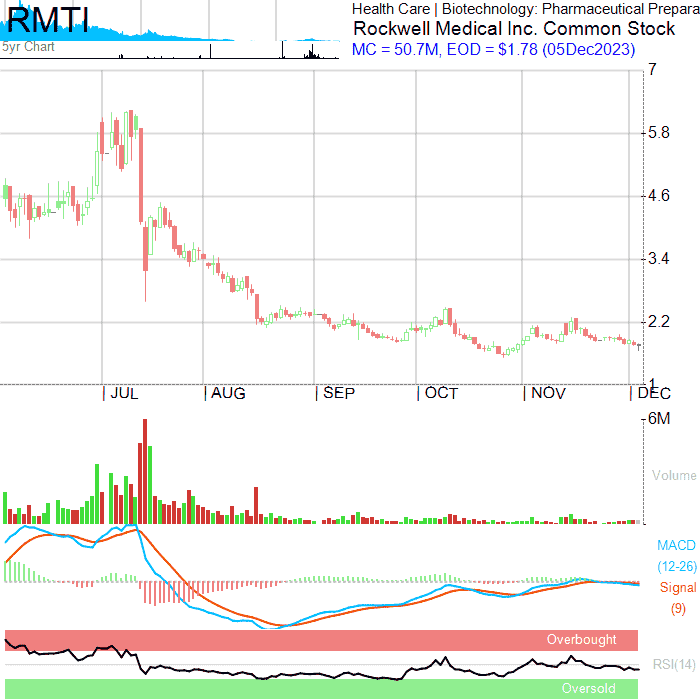 RMTI
5yr Chart
Health Care | Biotechnology: Pharmaceutical Prepara
Rockwell Medical Inc. Common Stock
MC = 50.7M, EOD = $1.78 (05Dec2023)
7
5.8
4.6
3.4
2.2
1
JUL AUG SEP OCT NOV DEC
6M
Volume
MACD
(12-26)
Signal
(9)
Overbought
RSI(14)
Oversold